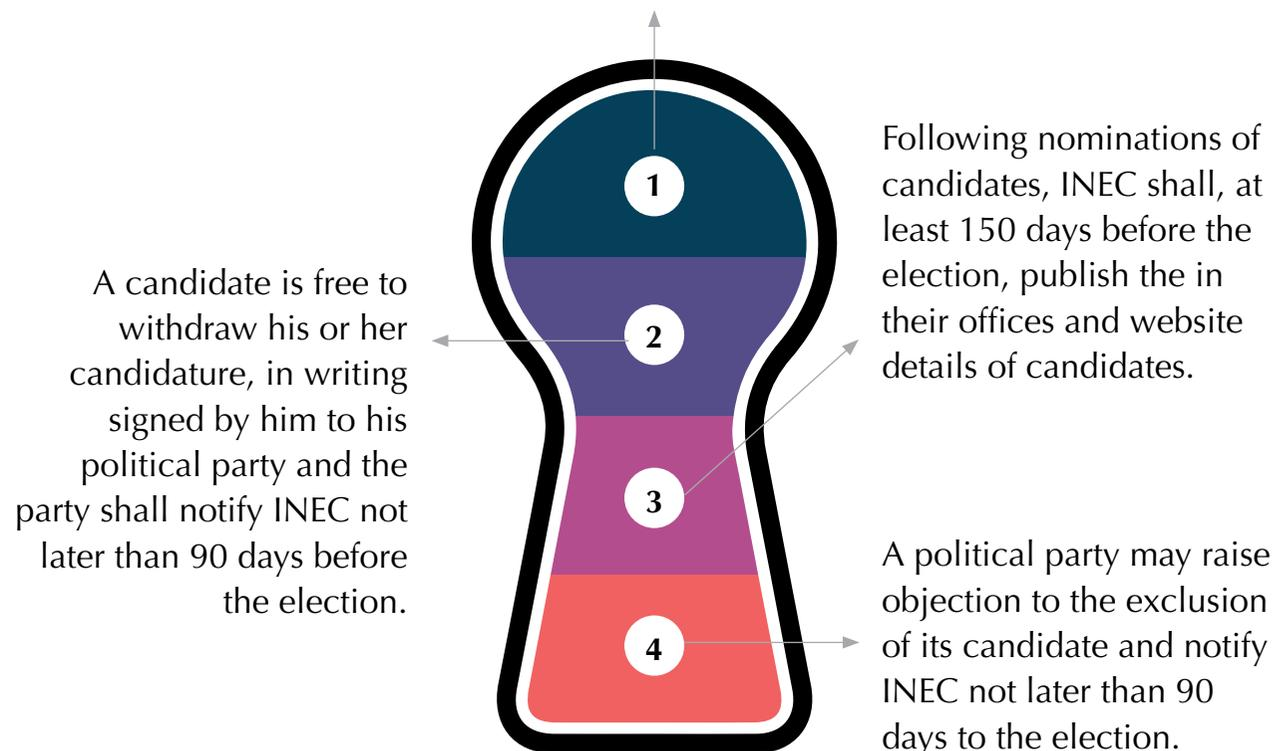 1
Following nominations of
candidates, INEC shall, at
least 150 days before the
election, publish the in
their offices and website
details of candidates.
A candidate is free to
withdraw his or her
candidature, in writing
signed by him to his
political party and the
party shall notify INEC not
later than 90 days before
the election.
2
3
A political party may raise
objection to the exclusion
of its candidate and notify
INEC not later than 90
days to the election.
4